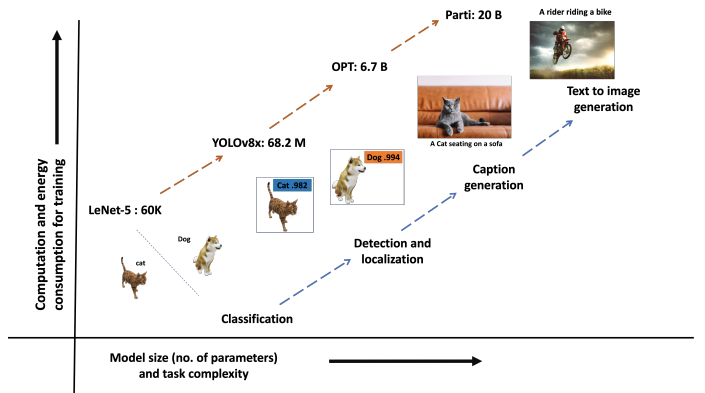 A rider riding a bike
Parti: 20 B
OPT: 6.7 B
Text to image
generation
YOLOv8x: 68.2 M
A Cat seating on a sofa
Dog .994
Caption
generation
Cat .982
LeNet-5 : 60K
Dog
cat
Detection and
localization
Classification
Computation and energy
consumption for training
Model size (no. of parameters)
and task complexity